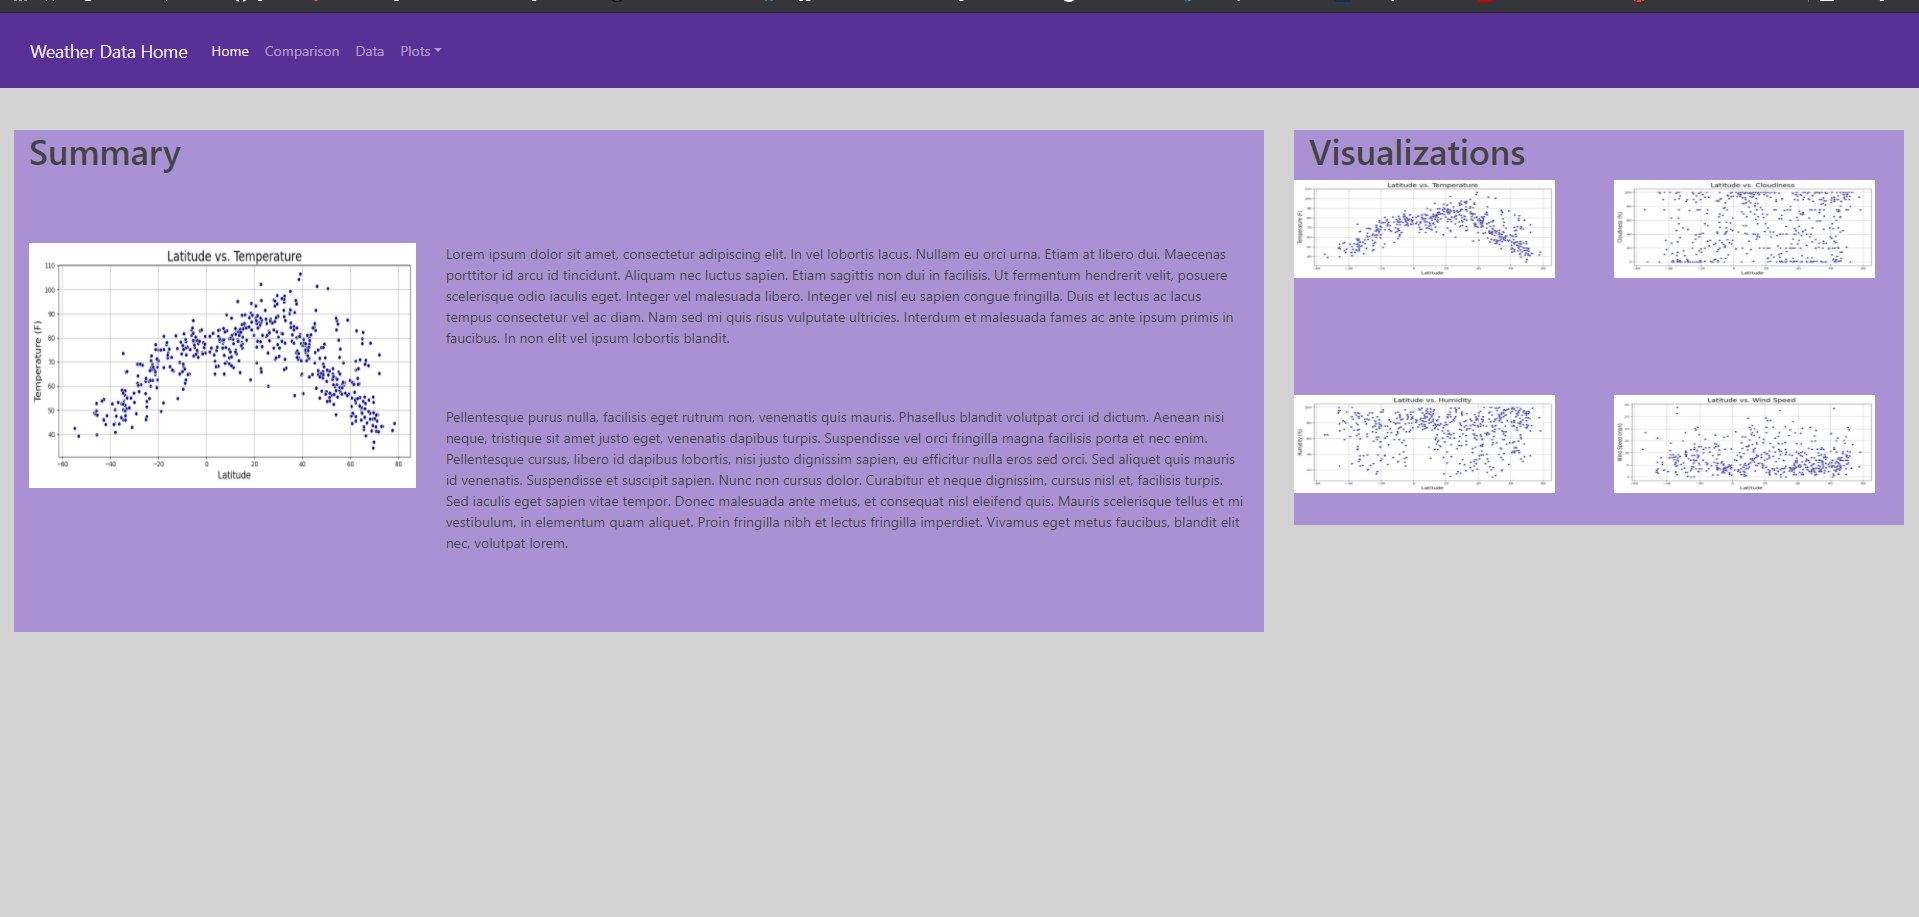 Weather Data Home Home Comparison Data Plots
Summary
Latitude vs. Temperature
110
100
90
80
70
60
50
40
Temperature (F)
−60 −40 −20 0 20 40 60 80
Latitude
Lorem ipsum dolor sit amet, consectetur adipiscing elit. In vel lobortis lacus. Nullam eu orci urna. Etiam at libero dui. Maecenas
porttitor id arcu id tincidunt. Aliquam nec luctus sapien. Etiam sagittis non dui in facilisis. Ut fermentum hendrerit velit, posuere
scelerisque odio iaculis eget. Integer vel malesuada libero. Integer vel nisl eu sapien congue fringilla. Duis et lectus ac lacus
tempus consectetur vel ac diam. Nam sed mi quis risus vulputate ultricies. Interdum et malesuada fames ac ante ipsum primis in
faucibus. In non elit vel ipsum lobortis blandit.
Pellentesque purus nulla, facilisis eget rutrum non, venenatis quis mauris. Phasellus blandit volutpat orci id dictum. Aenean nisi
neque, tristique sit amet justo eget, venenatis dapibus turpis. Suspendisse vel orci fringilla magna facilisis porta et nec enim.
Pellentesque cursus, libero id dapibus lobortis, nisi justo dignissim sapien, eu efficitur nulla eros sed orci. Sed aliquet quis mauris
id venenatis. Suspendisse et suscipit sapien. Nunc non cursus dolor. Curabitur et neque dignissim, cursus nisl et, facilisis turpis.
Sed iaculis eget sapien vitae tempor. Donec malesuada ante metus, et consequat nisl eleifend quis. Mauris scelerisque tellus et mi
vestibulum, in elementum quam aliquet. Proin fringilla nibh et lectus fringilla imperdiet. Vivamus eget metus faucibus, blandit elit
nec, volutpat lorem.
Visualizations
Latitude vs. Temperature
Temperature (F)
Latitude
Latitude vs. Cloudiness
Cloudiness (%)
Latitude
Latitude vs. Humidity
Humidity (%)
Latitude
Latitude vs. Wind Speed
Wind Speed (mph)
Latitude